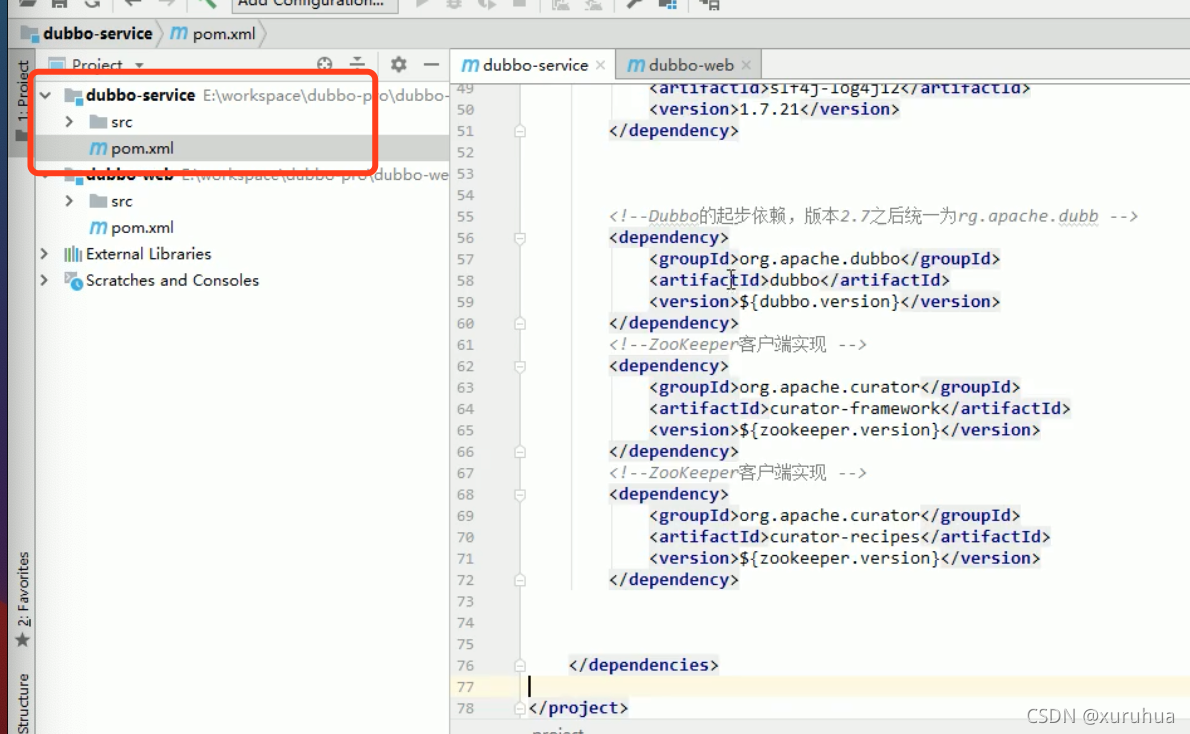 Add Configuration...
dubbo-service
pom.xml
Project
dubbo-service
dubbo-web
1: Project
dubbo-service E:\workspace\dubbo-pro\dubbo-
src
pom.xml
dubbo-web E:\workspace\dubbo-pro\dubbo-we
src
pom.xml
External Libraries
Scratches and Consoles
2: Favorites
Structure
49 <artifactId>slf4j-log4j12</artifactId>
50 <version>1.7.21</version>
51 </dependency>
52
53
54
55 <!--Dubbo的起步依赖，版本2.7之后统一为rg.apache.dubb -->
56 <dependency>
57 <groupId>org.apache.dubbo</groupId>
58 <artifactId>dubbo</artifactId>
59 <version>${dubbo.version}</version>
60 </dependency>
61 <!--ZooKeeper客户端实现 -->
62 <dependency>
63 <groupId>org.apache.curator</groupId>
64 <artifactId>curator-framework</artifactId>
65 <version>${zookeeper.version}</version>
66 </dependency>
67 <!--ZooKeeper客户端实现 -->
68 <dependency>
69 <groupId>org.apache.curator</groupId>
70 <artifactId>curator-recipes</artifactId>
71 <version>${zookeeper.version}</version>
72 </dependency>
73
74
75
76 </dependencies>
77
78 </project>
project
CSDN @xuruhua